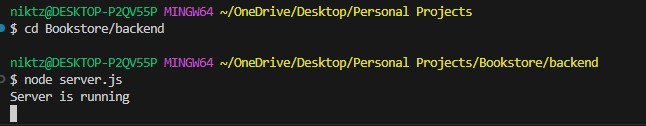 niktz@DESKTOP-P2QV55P MINGW64 ~/OneDrive/Desktop/Personal Projects
$ cd Bookstore/backend
niktz@DESKTOP-P2QV55P MINGW64 ~/OneDrive/Desktop/Personal Projects/Bookstore/backend
$ node server.js
Server is running